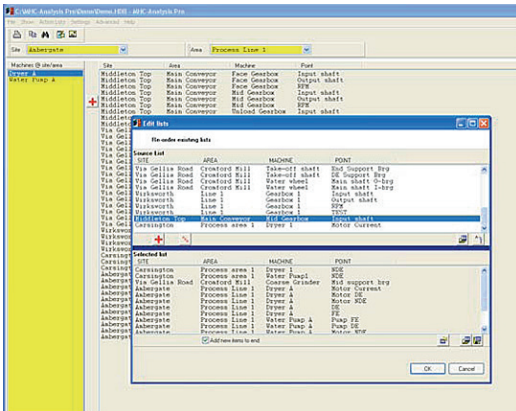 C:\WHC-Analysis Pro\Demo\Demo.HDB - WHC-Analysis Pro
File Show Action Lists Settings Advanced Help
Site Ambergate Area Process Line 1
Machines @ site/area Site Area Machine Point
Dryer A Middleton Top Main Conveyor Face Gearbox Input shaft
Water Pump A Middleton Top Main Conveyor Face Gearbox Output shaft
Middleton Top Main Conveyor Face Gearbox RPM
Middleton Top Main Conveyor Mid Gearbox Input shaft
Middleton Top Main Conveyor Mid Gearbox Output shaft
Middleton Top Main Conveyor Mid Gearbox RPM
Middleton Top Main Conveyor Unload Gearbox Input shaft
Edit lists
Re-order existing lists
Source List
SITE AREA MACHINE POINT
Via Gellia Road Cromford Mill Take-off shaft End Support Brg
Via Gellia Road Cromford Mill Take-off shaft DE Support Brg
Via Gellia Road Cromford Mill Water wheel Main shaft O-brg
Via Gellia Road Cromford Mill Water wheel Main shaft I-brg
Wirksworth Line 1 Gearbox 1 Input shaft
Wirksworth Line 1 Gearbox 1 Output shaft
Wirksworth Line 1 Gearbox 1 RPM
Wirksworth Line 1 Gearbox 1 TEST
Middleton Top Main Conveyor Mid Gearbox Input shaft
Carsington Process area 1 Dryer 1 Motor Current
Selected list
SITE AREA MACHINE POINT
Carsington Process area 1 Dryer 1 NDE
Carsington Process area 1 Water Pump1 NDE
Via Gellia Road Cromford Mill Coarse Grinder Mid support brg
Ambergate Process Line 1 Dryer A Motor Current
Ambergate Process Line 1 Dryer A Motor DE
Ambergate Process Line 1 Dryer A Motor NDE
Ambergate Process Line 1 Dryer A DE
Ambergate Process Line 1 Dryer A FE
Ambergate Process Line 1 Water Pump A Pump FE
Ambergate Process Line 1 Water Pump A Pump DE
Ambergate Process Line 1 Water Pump A Motor NDE
Add new items to end
OK Cancel